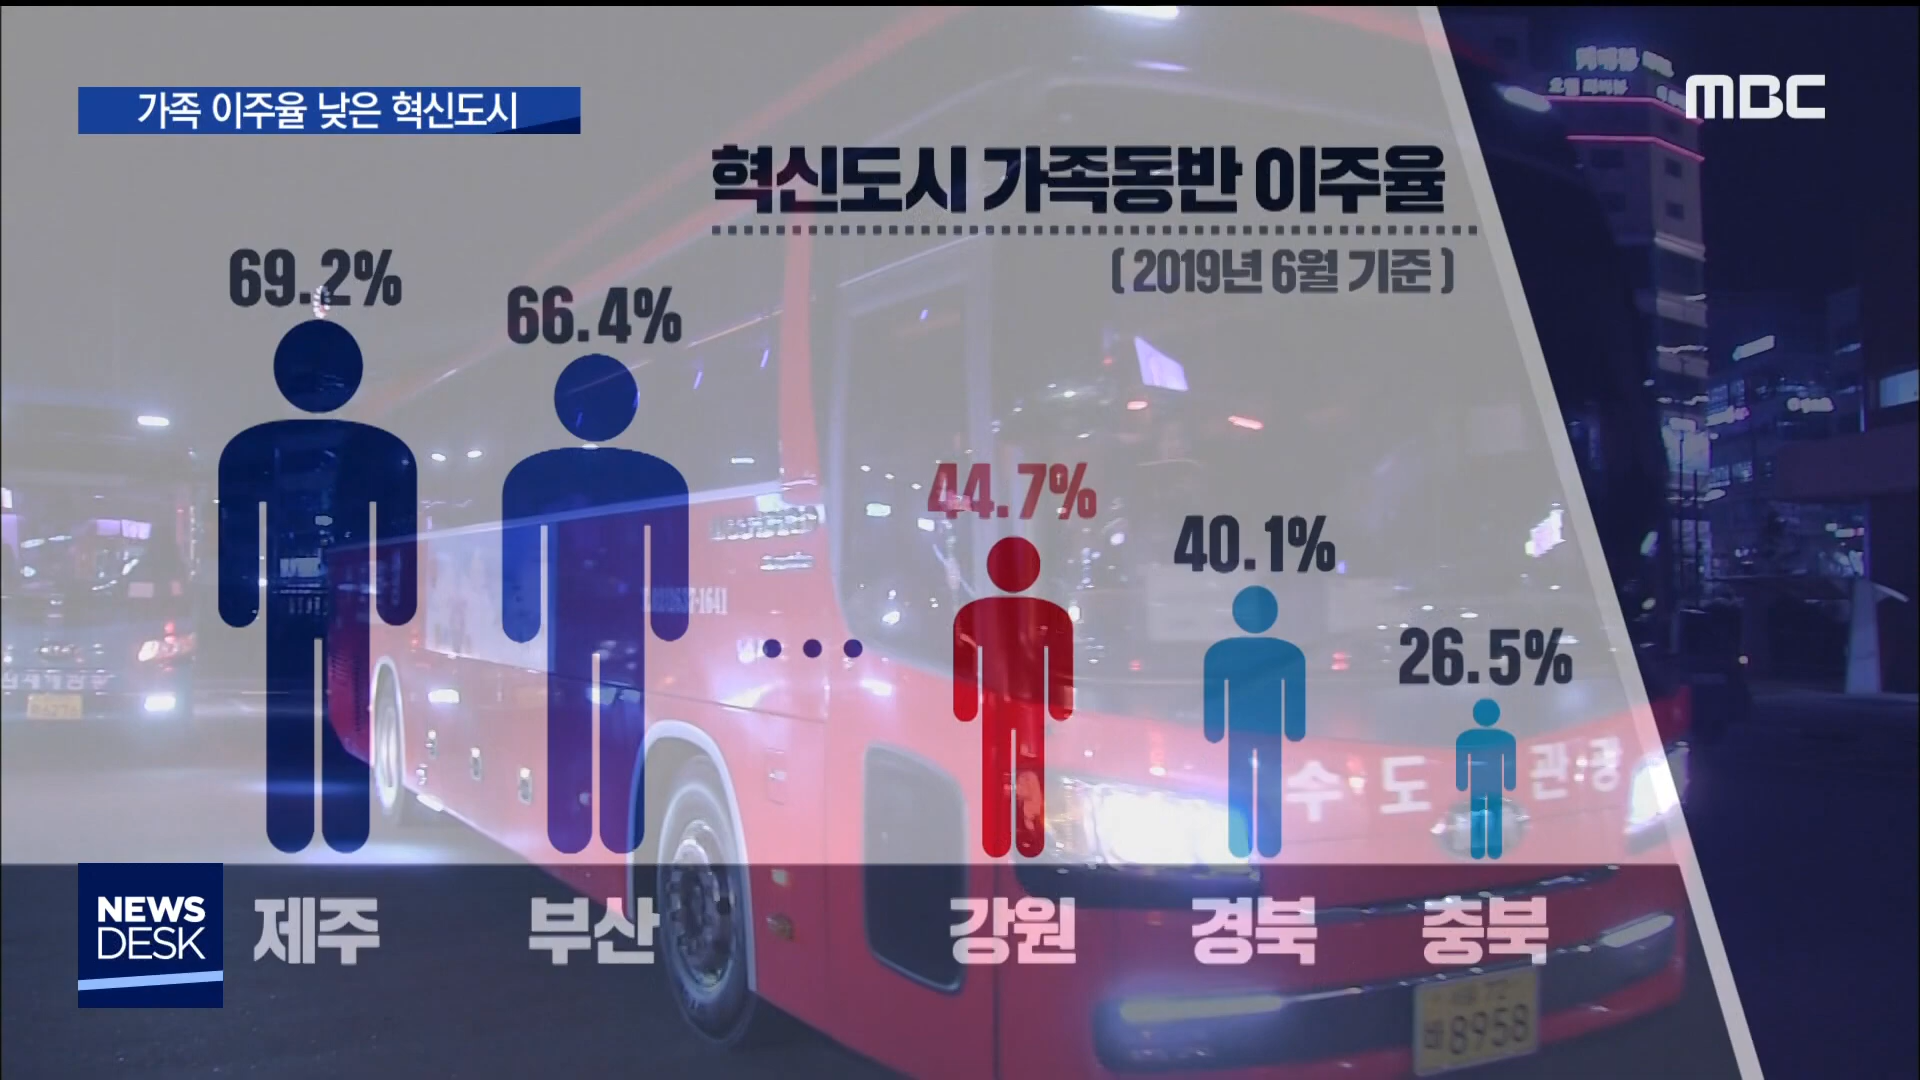 가족 이주율 낮은 혁신도시
MBC
혁신도시 가족동반 이주율
( 2019년 6월 기준 )
69.2%
66.4%
44.7%
40.1%
26.5%
수도관광
제주
부산
강원
경북
충북
NEWS
DESK
8958